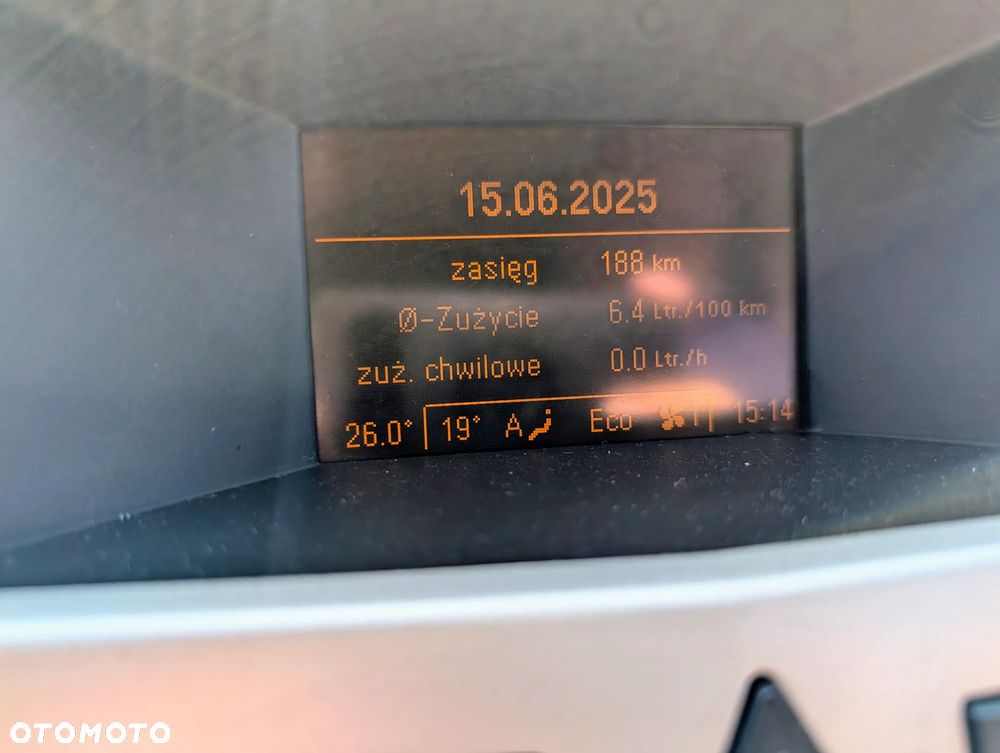 15.06.2025
zasięg 188 km
Ø-Zużycie 6.4 Ltr./100 km
zuż. chwilowe 0.0 Ltr./h
26.0° 19° A Eco 1 15:14
OTOMOTO